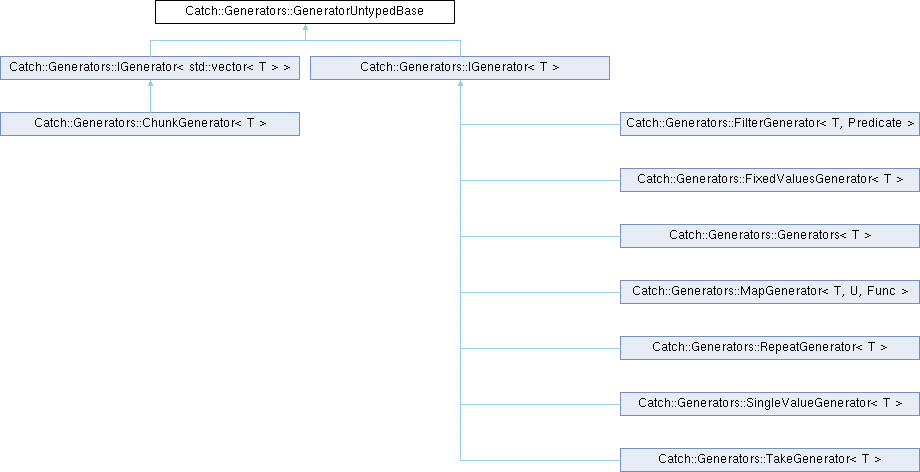 Catch::Generators::GeneratorUntypedBase
Catch::Generators::IGenerator< std::vector< T > >
Catch::Generators::IGenerator< T >
Catch::Generators::ChunkGenerator< T >
Catch::Generators::FilterGenerator< T, Predicate >
Catch::Generators::FixedValuesGenerator< T >
Catch::Generators::Generators< T >
Catch::Generators::MapGenerator< T, U, Func >
Catch::Generators::RepeatGenerator< T >
Catch::Generators::SingleValueGenerator< T >
Catch::Generators::TakeGenerator< T >